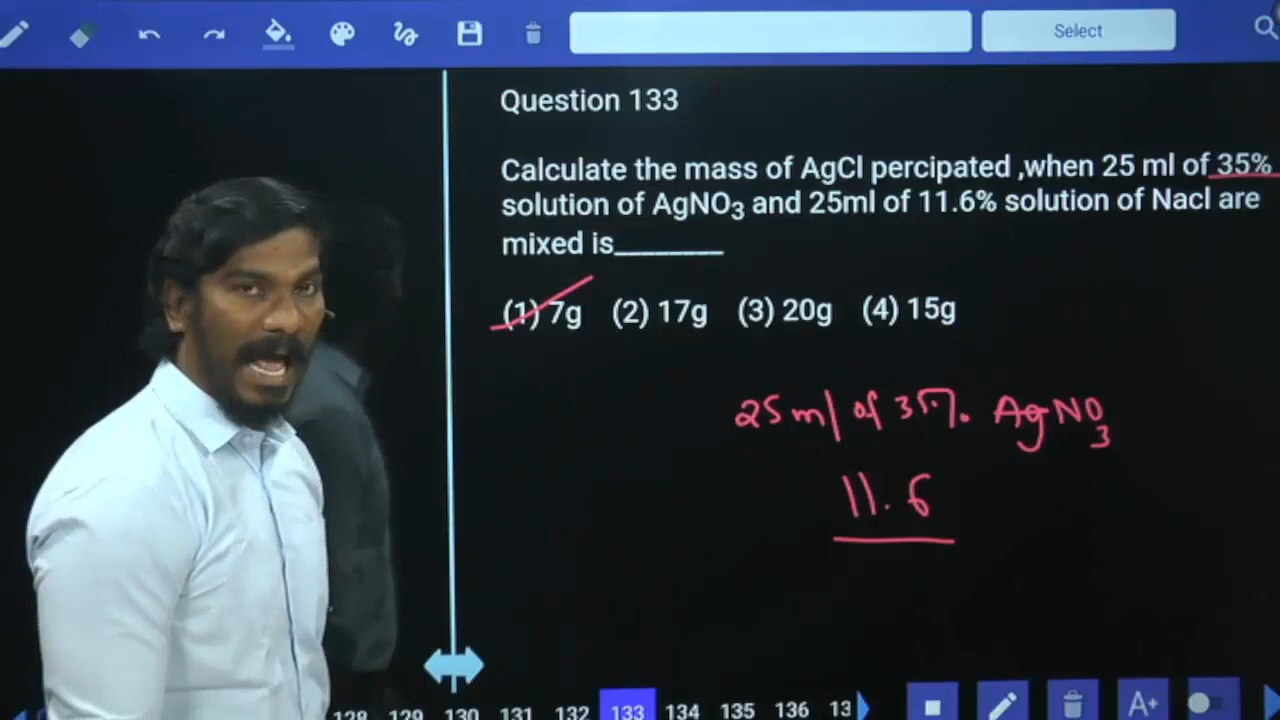 Select
Question 133
Calculate the mass of AgCl percipated ,when 25 ml of 35%
solution of AgNO3 and 25ml of 11.6% solution of Nacl are
mixed is________
(1) 7g (2) 17g (3) 20g (4) 15g
25 ml of 35% AgNO3
11.6
128 129 130 131 132 133 134 135 136 13
A+